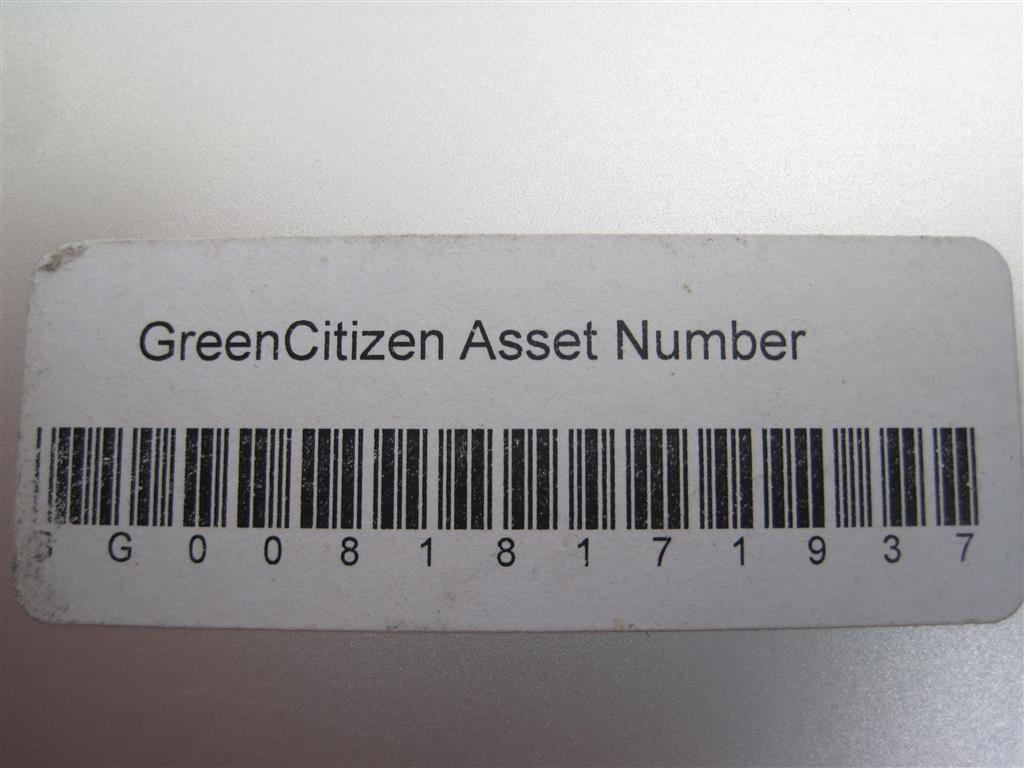 GreenCitizen Asset Number
G 0 0 8 1 8 1 7 1 9 3 7